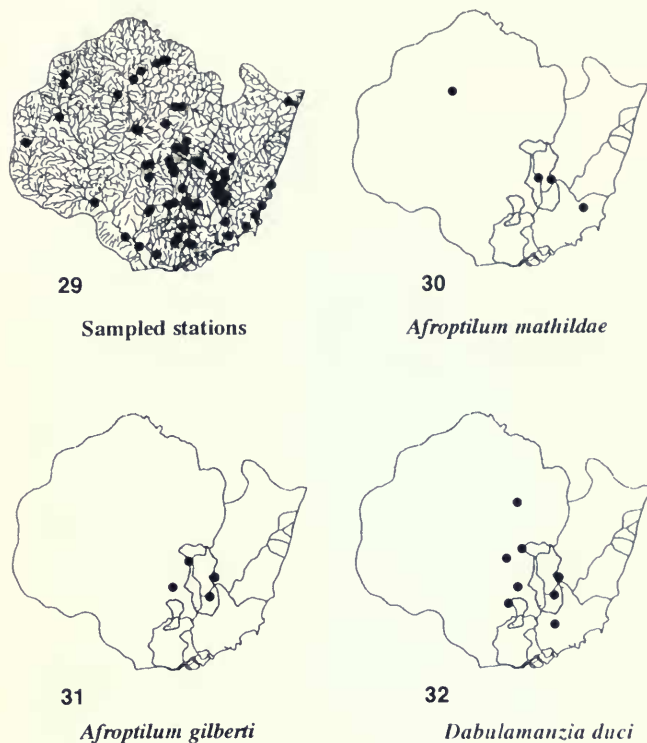 29
Sampled stations
30
Afroptilum mathildae
31
Afroptilum gilberti
32
Dabulamanzia duci